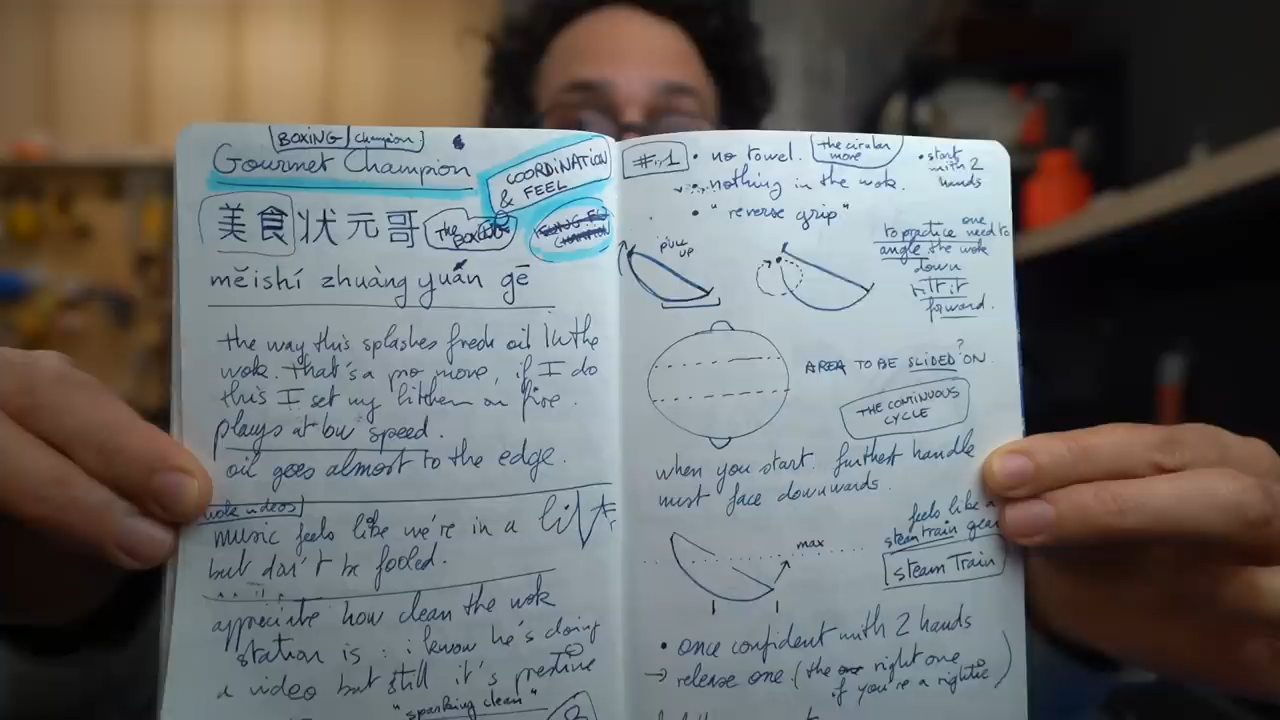 BOXING champion
Gourmet Champion
COORDINATION
& FEEL
美食状元哥
The
měishí zhuàng yuán gē
the way this splashes fresh oil in the
wok. that's a pro move, if I do
this I set my kitchen on fire.
plays at low speed.
oil goes almost to the edge.
wok videos
music feels like we're in a lift
but don't be fooled.
appreciate how clean the wok
station is: i know he's doing
a video but still it's prestine
"sparking clean"
#1
• no towel.
nothing in the wok.
• "reverse grip"
the circular
move
• start
with 2
hands
pull
up
to practice one need to
angle the wok
down
tilt it
forward.
AREA TO BE SLIDED? ON
THE CONTINUOUS
CYCLE
when you start. furthest handle
must face downwards.
feels like a
steam train gear
steam Train
max
• once confident with 2 hands
→ release one (the right one
if you're a rightie)